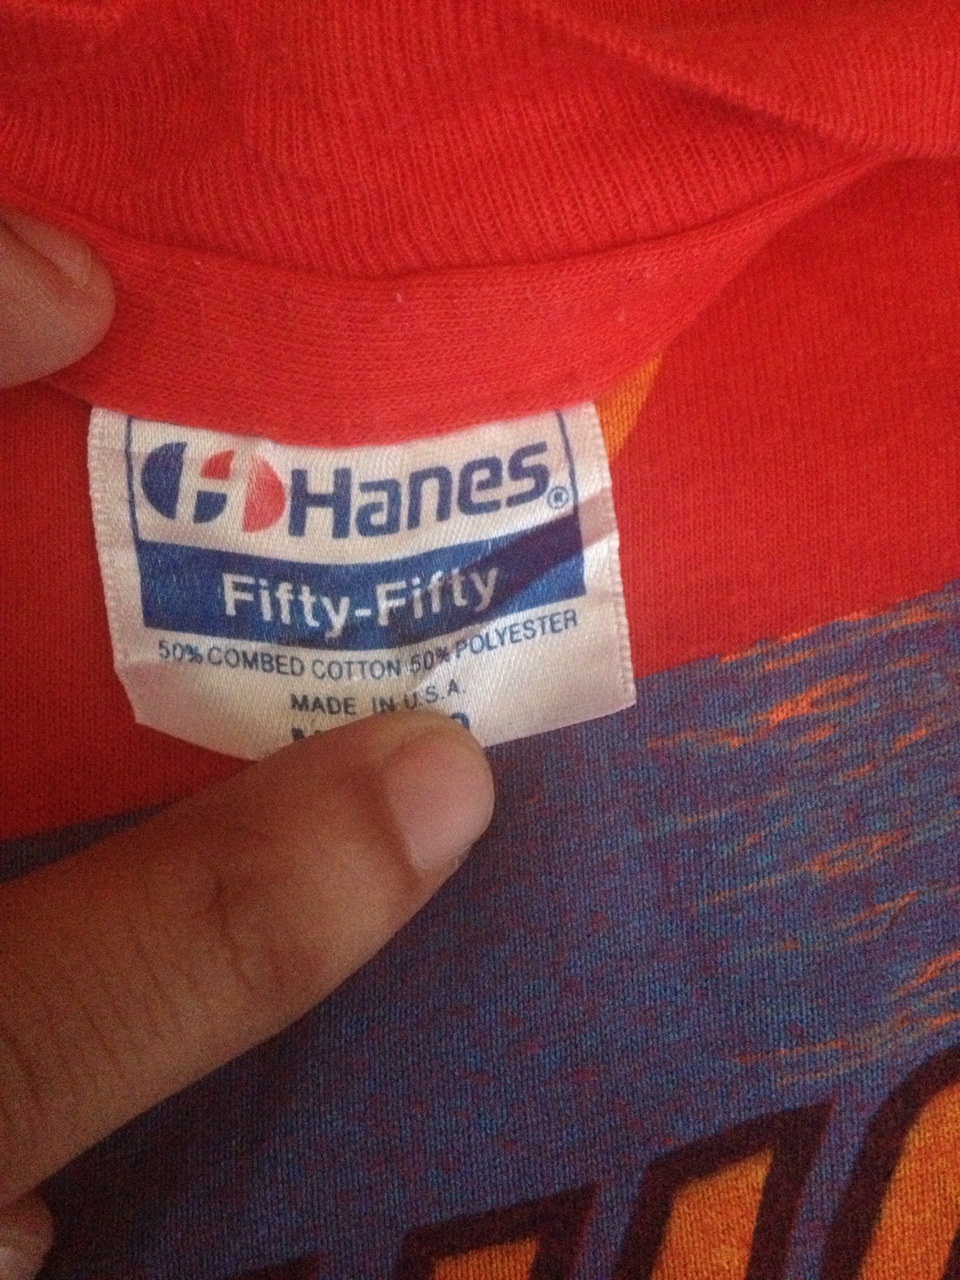 Hanes®
Fifty-Fifty
50% COMBED COTTON 50% POLYESTER
MADE IN U.S.A.